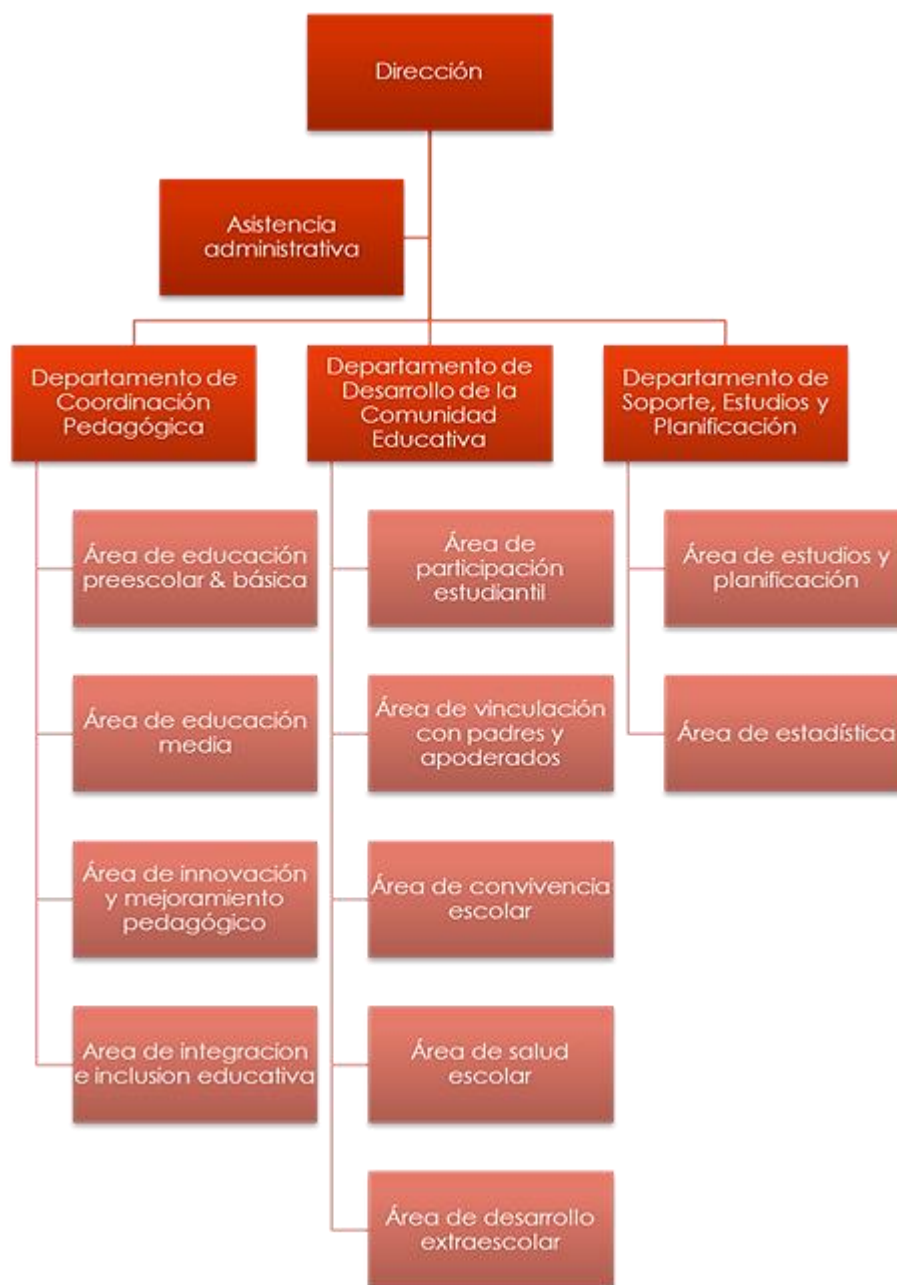 Dirección
Asistencia
administrativa
Departamento de
Coordinación
Pedagógica
Departamento de
Desarrollo de la
Comunidad
Educativa
Departamento de
Soporte, Estudios y
Planificación
Área de educación
preescolar & básica
Área de educación
media
Área de innovación
y mejoramiento
pedagógico
Area de integracion
e inclusion educativa
Área de
participación
estudiantil
Área de vinculación
con padres y
apoderados
Área de convivencia
escolar
Área de salud
escolar
Área de desarrollo
extraescolar
Área de estudios y
planificación
Área de estadística